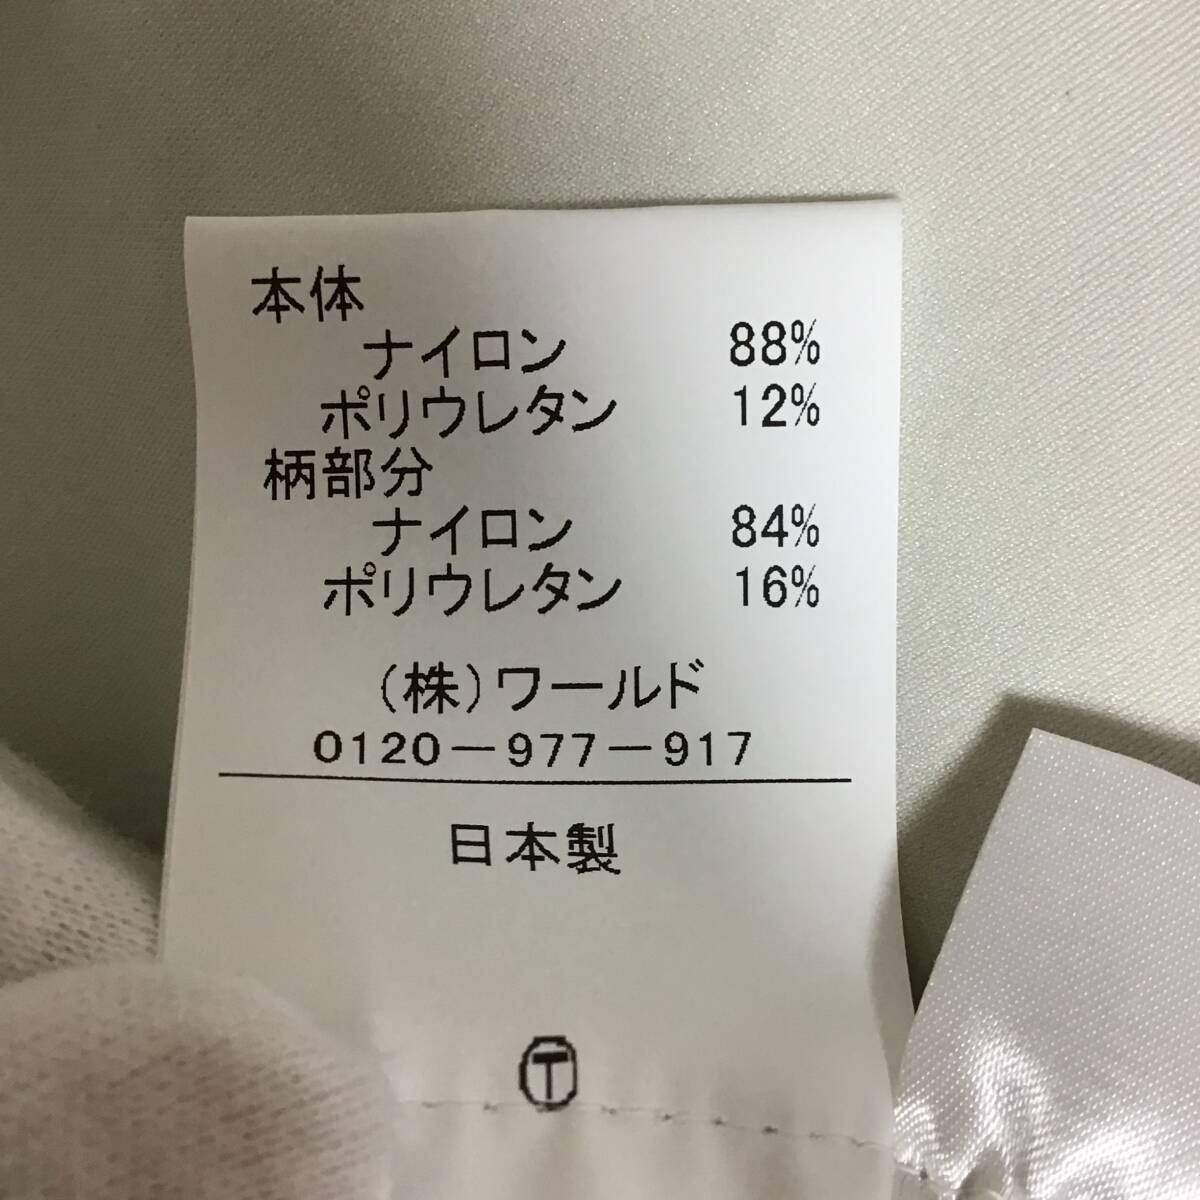 本体
ナイロン 88%
ポリウレタン 12%
柄部分
ナイロン 84%
ポリウレタン 16%
(株)ワールド
0120-977-917
日本製
T